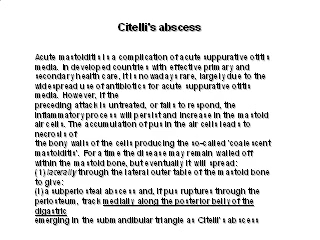 Citelli's abscess
Acute mastoiditis is a complication of acute suppurative otitis
media. In developed countries with effective primary and
secondary health care, it is nowadays rare, largely due to the
widespread use of antibiotics for acute suppurative otitis
media. However, if the
preceding attack is untreated, or fails to respond, the
inflammatory process will persist and increase in the mastoid
air cells. The accumulation of pus in the air cells leads to
necrosis of
the bony walls of the cells producing the so-called 'coalescent
mastoiditis'. For a time the disease may remain walled off
within the mastoid bone, but eventually it will spread:
(1) laterally through the lateral outer table of the mastoid bone
to give:
(i) a subperiosteal abscess and, if pus ruptures through the
periosteum, track medially along the posterior belly of the
digastric
emerging in the submandibular triangle as Citelli's abscess